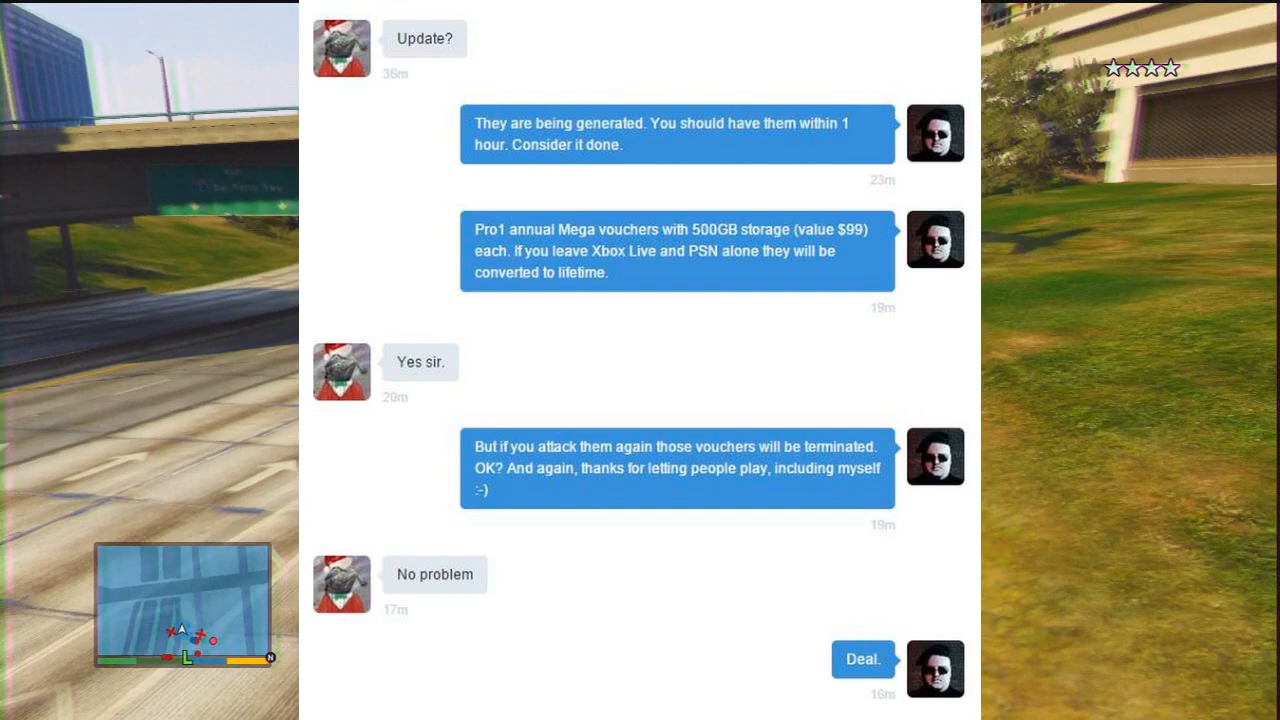 Update?
36m
They are being generated. You should have them within 1
hour. Consider it done.
23m
Pro1 annual Mega vouchers with 500GB storage (value $99)
each. If you leave Xbox Live and PSN alone they will be
converted to lifetime.
19m
Yes sir.
20m
But if you attack them again those vouchers will be terminated.
OK? And again, thanks for letting people play, including myself
:-)
19m
No problem
17m
Deal.
16m
L
N